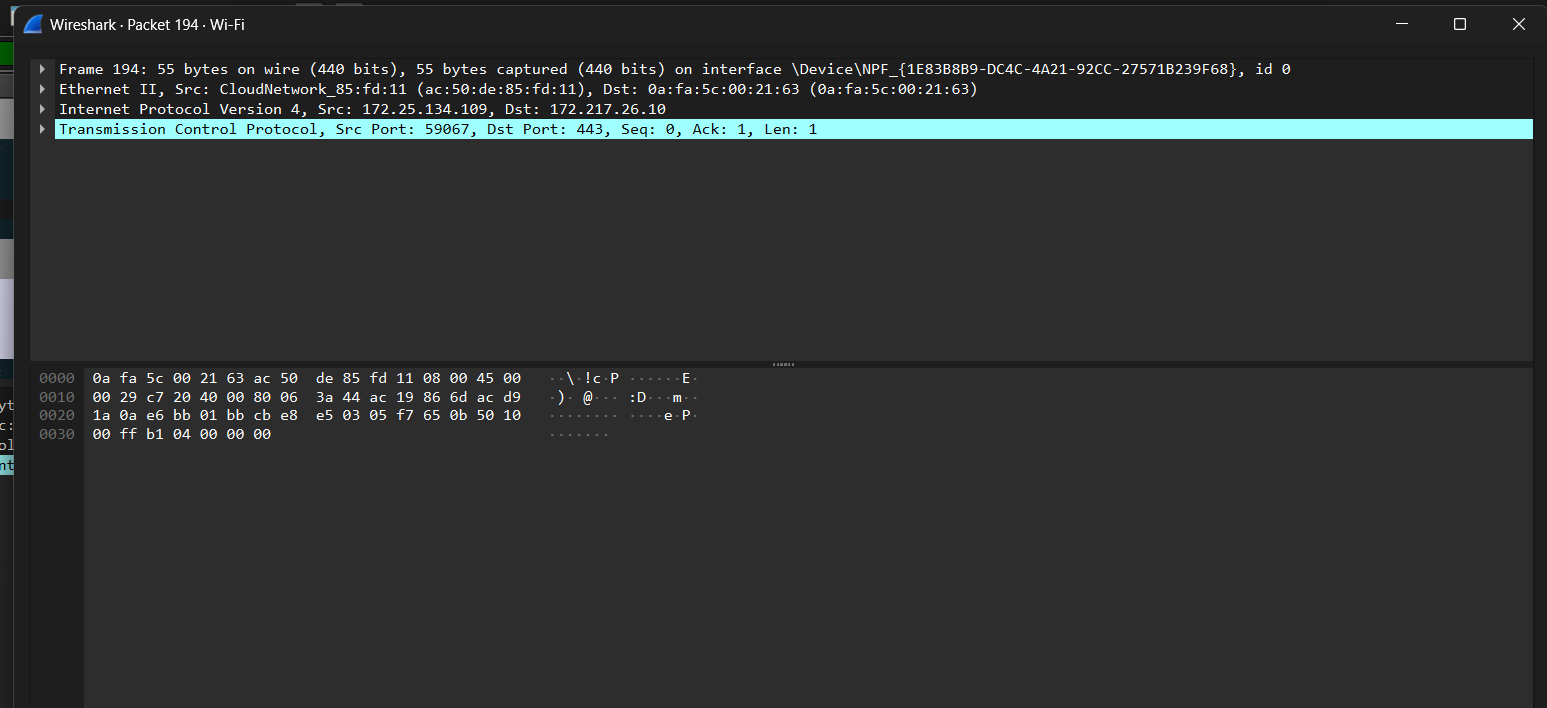 Wireshark · Packet 194 · Wi-Fi
Frame 194: 55 bytes on wire (440 bits), 55 bytes captured (440 bits) on interface \Device\NPF_{1E83B8B9-DC4C-4A21-92CC-27571B239F68}, id 0
Ethernet II, Src: CloudNetwork_85:fd:11 (ac:50:de:85:fd:11), Dst: 0a:fa:5c:00:21:63 (0a:fa:5c:00:21:63)
Internet Protocol Version 4, Src: 172.25.134.109, Dst: 172.217.26.10
Transmission Control Protocol, Src Port: 59067, Dst Port: 443, Seq: 0, Ack: 1, Len: 1
0000 0a fa 5c 00 21 63 ac 50 de 85 fd 11 08 00 45 00 ··\·!c·P ······E·
0010 00 29 c7 20 40 00 80 06 3a 44 ac 19 86 6d ac d9 ·)· @··· :D···m··
0020 1a 0a e6 bb 01 bb cb e8 e5 03 05 f7 65 0b 50 10 ········ ····e·P·
0030 00 ff b1 04 00 00 00 ·······
yt
c:
ol
nt